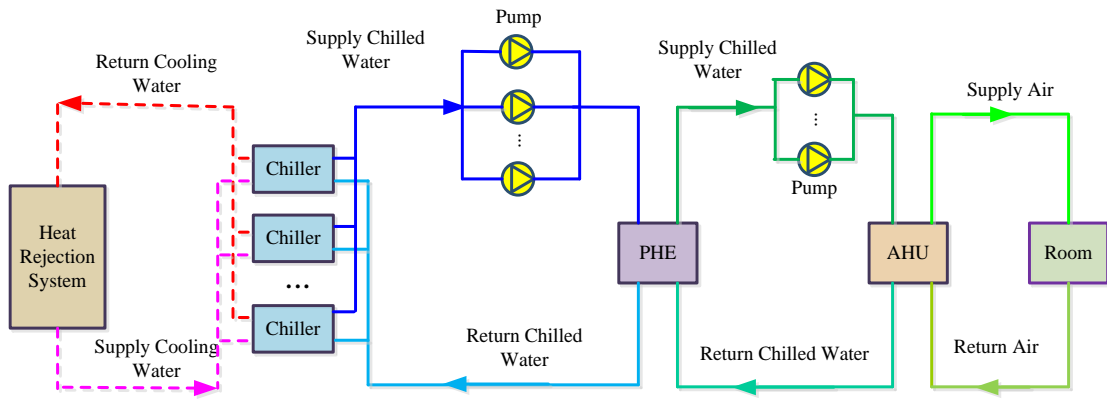 Pump
Supply Chilled
Water
Supply Chilled
Water
Return Cooling
Water
Supply Air
Chiller
Pump
Heat
Rejection
System
Chiller
PHE
AHU
Room
...
...
...
Chiller
Supply Cooling
Water
Return Chilled
Water
Return Chilled Water
Return Air